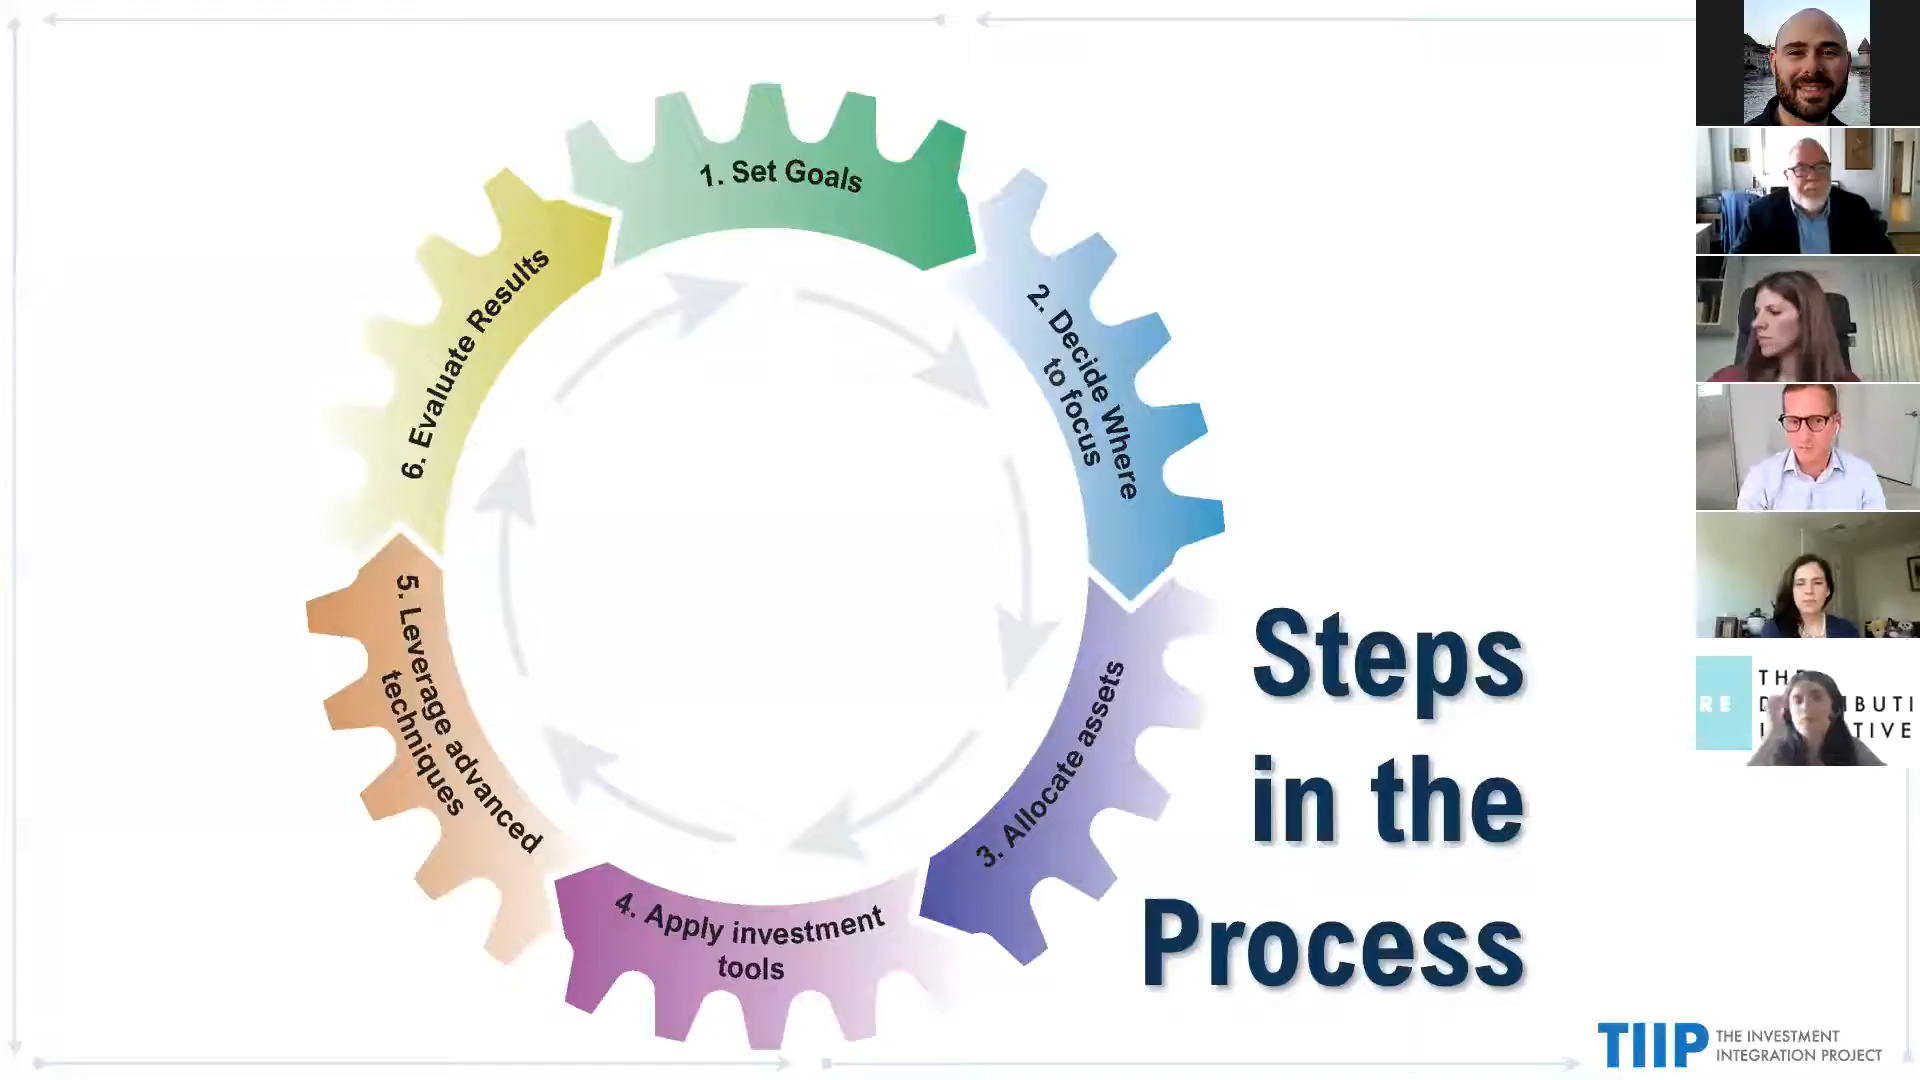 1. Set Goals
2. Decide Where
to focus
3. Allocate assets
4. Apply investment
tools
5. Leverage advanced
techniques
6. Evaluate Results
Steps
in the
Process
TIIP THE INVESTMENT
INTEGRATION PROJECT
RE